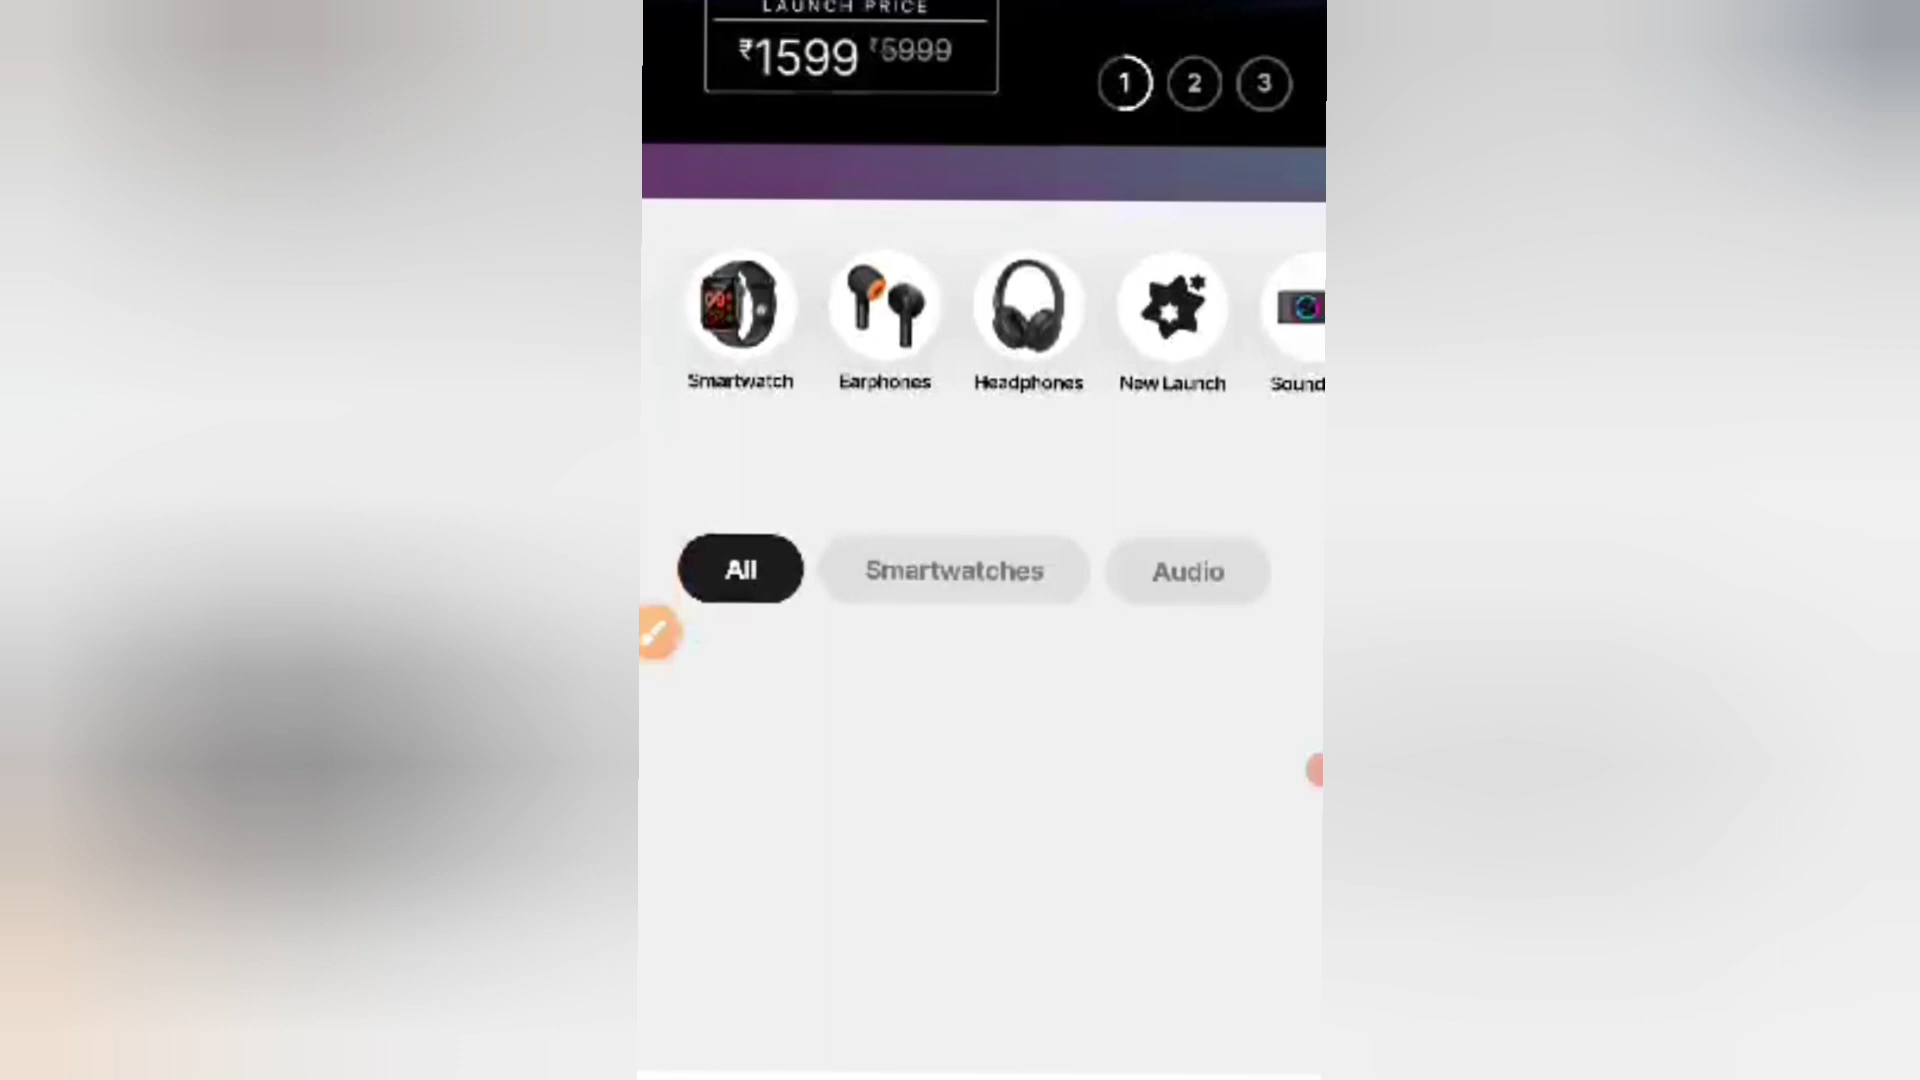 LAUNCH PRICE
₹1599 ₹5999
1 2 3
Smartwatch Earphones Headphones New Launch Sound
All Smartwatches Audio